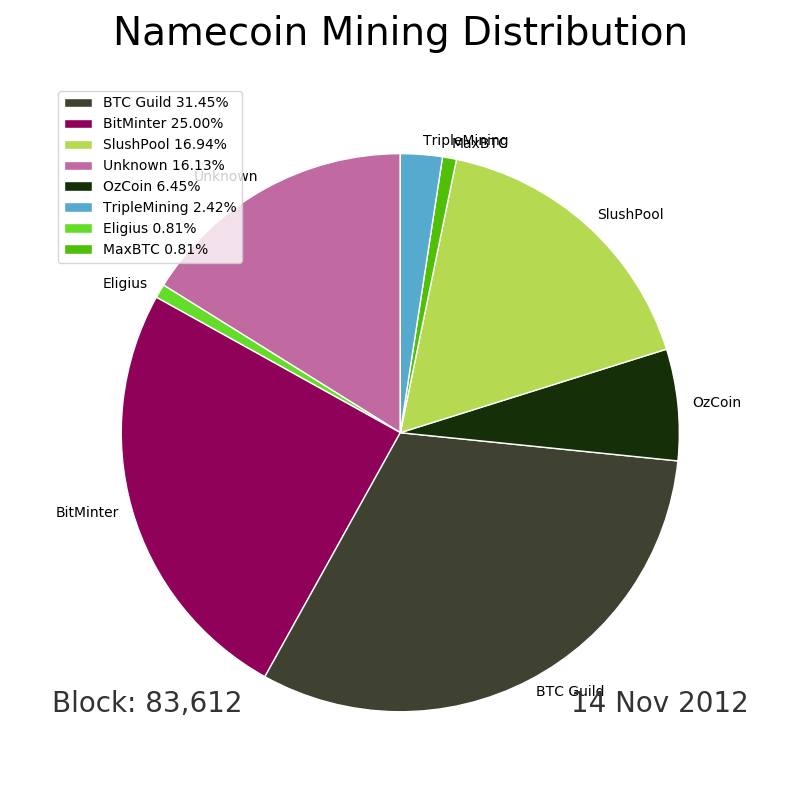 Namecoin Mining Distribution
BTC Guild 31.45%
BitMinter 25.00%
SlushPool 16.94%
Unknown 16.13%
OzCoin 6.45%
TripleMining 2.42%
Eligius 0.81%
MaxBTC 0.81%
TripleMining
MaxBTC
Unknown
SlushPool
Eligius
OzCoin
BitMinter
BTC Guild
Block: 83,612
14 Nov 2012